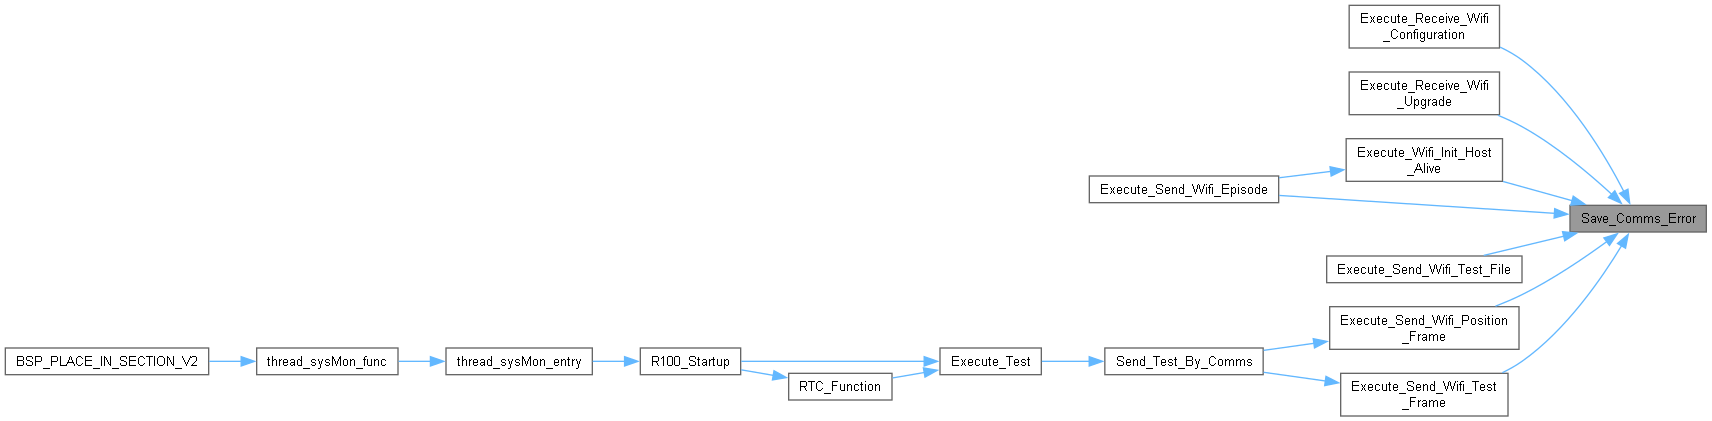 Execute_Receive_Wifi
_Configuration
Execute_Receive_Wifi
_Upgrade
Execute_Wifi_Init_Host
_Alive
Execute_Send_Wifi_Episode
Save_Comms_Error
Execute_Send_Wifi_Test_File
Execute_Send_Wifi_Position
_Frame
BSP_PLACE_IN_SECTION_V2
thread_sysMon_func
thread_sysMon_entry
R100_Startup
Execute_Test
Send_Test_By_Comms
RTC_Function
Execute_Send_Wifi_Test
_Frame